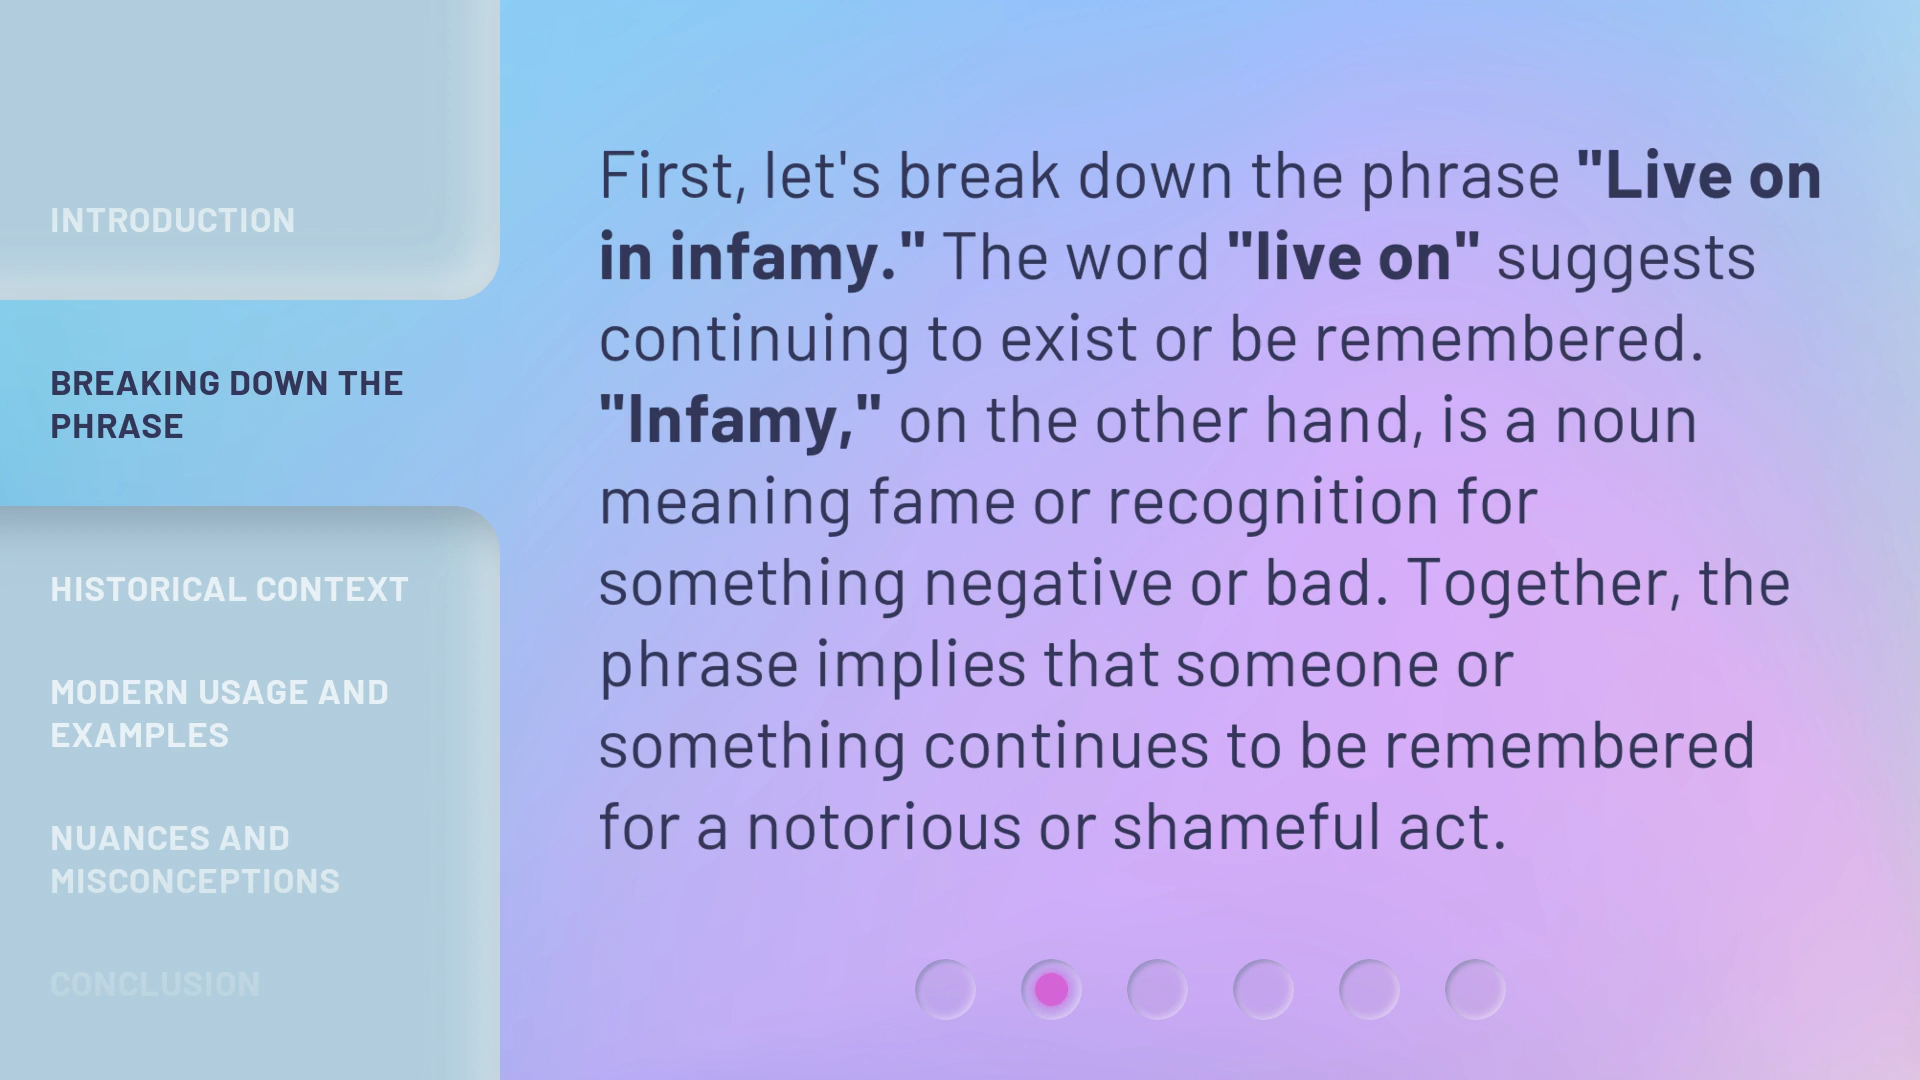 INTRODUCTION
BREAKING DOWN THE
PHRASE
HISTORICAL CONTEXT
MODERN USAGE AND
EXAMPLES
NUANCES AND
MISCONCEPTIONS
CONCLUSION
First, let's break down the phrase "Live on
in infamy." The word "live on" suggests
continuing to exist or be remembered.
"Infamy," on the other hand, is a noun
meaning fame or recognition for
something negative or bad. Together, the
phrase implies that someone or
something continues to be remembered
for a notorious or shameful act.